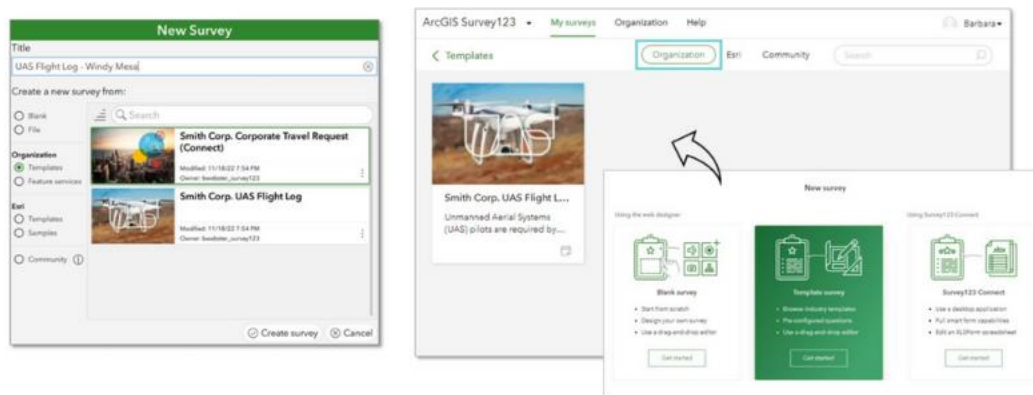 New Survey
Title
UAS Flight Log - Windy Mesa
Create a new survey from:
Blank
File
Organization
Templates
Feature services
Esri
Templates
Samples
Community
Search
Smith Corp. Corporate Travel Request
(Connect)
Modified: 11/18/22 7:54 PM
Owner: bwebster_survey123
Smith Corp. UAS Flight Log
Modified: 11/18/22 7:54 PM
Owner: bwebster_survey123
Create survey
Cancel
ArcGIS Survey123
My surveys
Organization
Help
Barbara
Templates
Organization
Esri
Community
Search
Smith Corp. UAS Flight L...
Unmanned Aerial Systems
(UAS) pilots are required by...
New survey
Using the web designer
Using Survey123 Connect
Blank survey
• Start from scratch
• Design your own survey
• Use a drag-and-drop editor
Get started
Template survey
• Browse industry templates
• Pre-configured questions
• Use a drag-and-drop editor
Get started
Survey123 Connect
• Use a desktop application
• Full smart form capabilities
• Edit an XLSForm spreadsheet
Get started